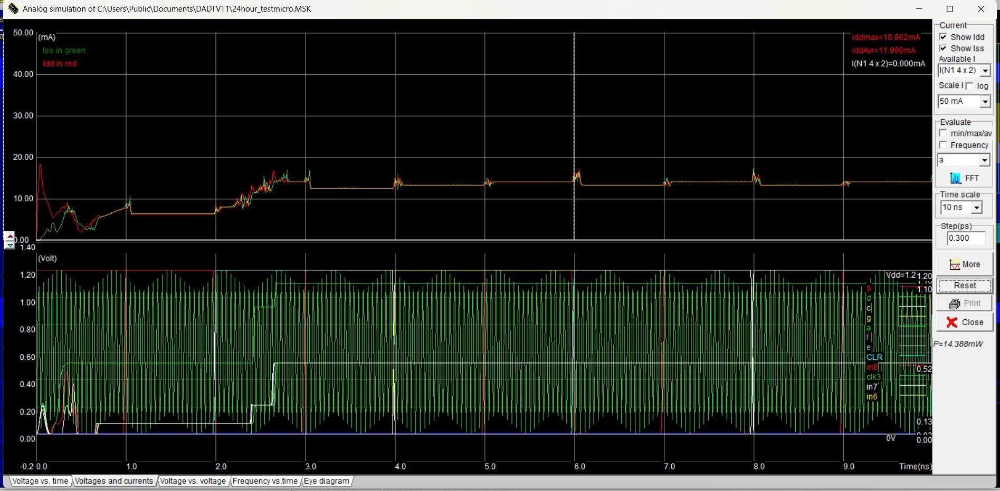 Analog simulation of C:\Users\Public\Documents\DADTVT1\24hour_testmicro.MSK
50.00
(mA)
Iss in green
Idd in red
iddmax=18.862mA
iddAvr=11.990mA
I(N1 4 x 2)=0.000mA
40.00
30.00
20.00
10.00
0.00
1.40
(Volt)
1.20
1.00
0.80
0.60
0.40
0.20
0.00
-0.2
Vdd=1.2
1.20
1.10
b
d
c
g
a
f
e
CLR
in8
clk3
in7
in6
0.52
0.13
0V
0.00
0.0
1.0
2.0
3.0
4.0
5.0
6.0
7.0
8.0
9.0
Time(ns)
Voltage vs. time
Voltages and currents
Voltage vs. voltage
Frequency vs.time
Eye diagram
Current
Show Idd
Show Iss
Available I
I(N1 4 x 2)
Scale I
log
50 mA
Evaluate
min/max/av
Frequency
a
FFT
Time scale
10 ns
Step(ps)
0.300
More
Reset
Print
Close
P=14.388mW